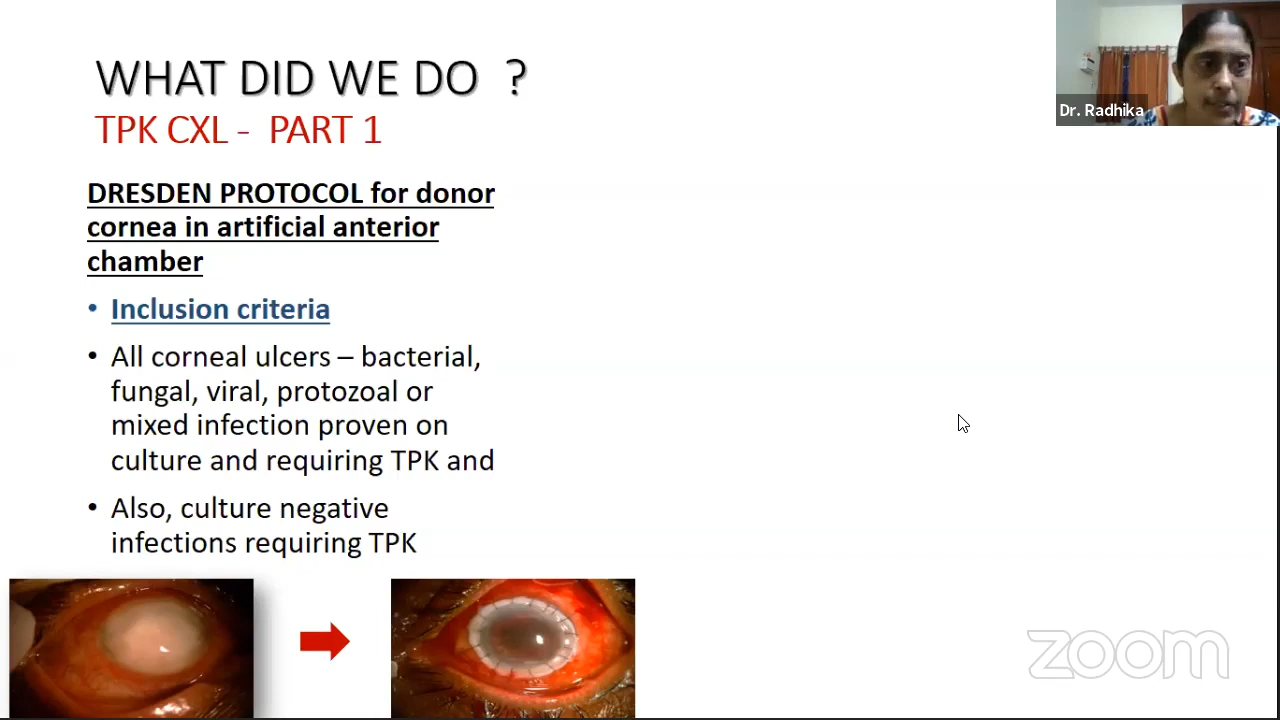 WHAT DID WE DO ?
TPK CXL - PART 1
DRESDEN PROTOCOL for donor
cornea in artificial anterior
chamber
• Inclusion criteria
• All corneal ulcers – bacterial,
fungal, viral, protozoal or
mixed infection proven on
culture and requiring TPK and
• Also, culture negative
infections requiring TPK
Dr. Radhika
zoom